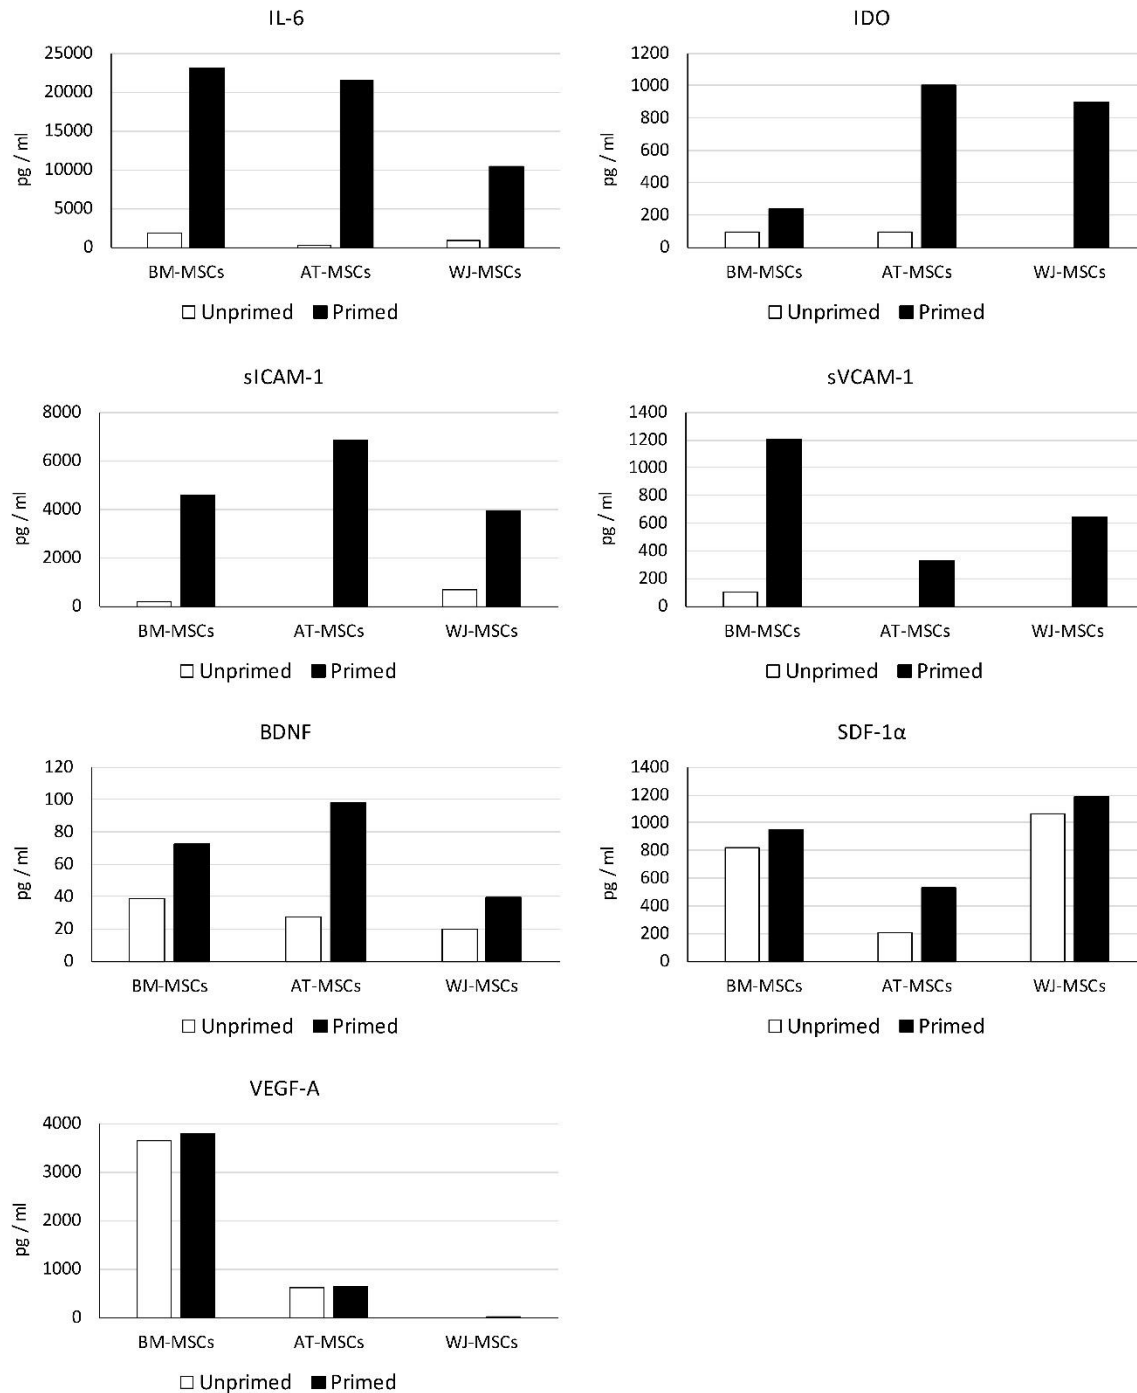 IL-6
25000
20000
15000
10000
5000
0
pg / ml
BM-MSCs AT-MSCs WJ-MSCs
Unprimed Primed
IDO
1200
1000
800
600
400
200
0
pg / ml
BM-MSCs AT-MSCs WJ-MSCs
Unprimed Primed
sICAM-1
8000
6000
4000
2000
0
pg / ml
BM-MSCs AT-MSCs WJ-MSCs
Unprimed Primed
sVCAM-1
1400
1200
1000
800
600
400
200
0
pg / ml
BM-MSCs AT-MSCs WJ-MSCs
Unprimed Primed
BDNF
120
100
80
60
40
20
0
pg / ml
BM-MSCs AT-MSCs WJ-MSCs
Unprimed Primed
SDF-1α
1400
1200
1000
800
600
400
200
0
pg / ml
BM-MSCs AT-MSCs WJ-MSCs
Unprimed Primed
VEGF-A
4000
3000
2000
1000
0
pg / ml
BM-MSCs AT-MSCs WJ-MSCs
Unprimed Primed